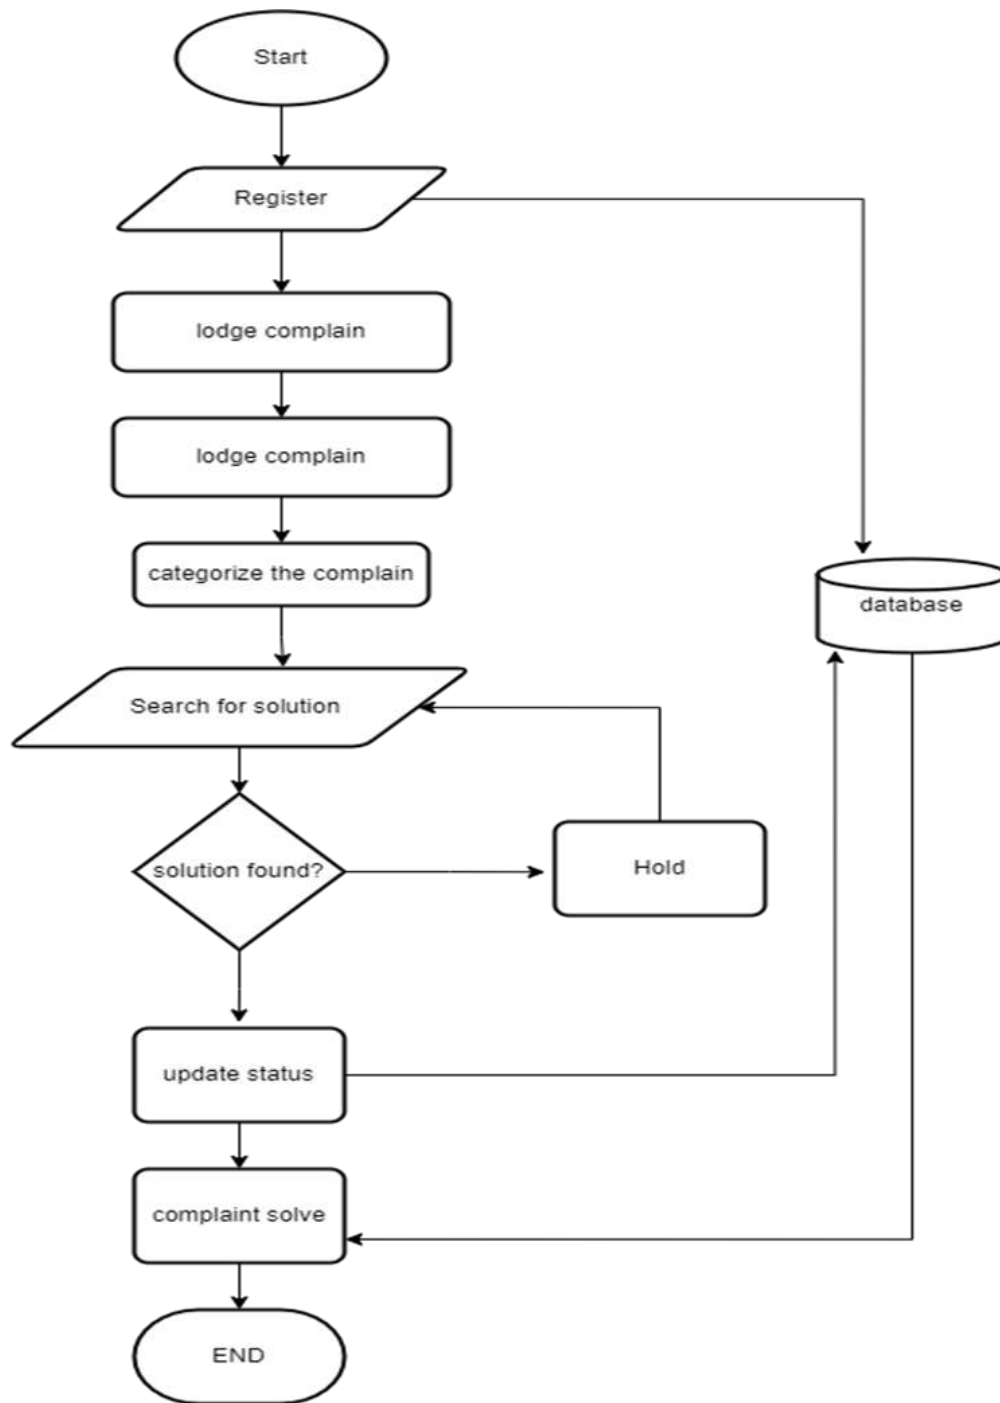 Start
Register
lodge complain
lodge complain
categorize the complain
database
Search for solution
solution found?
Hold
update status
complaint solve
END